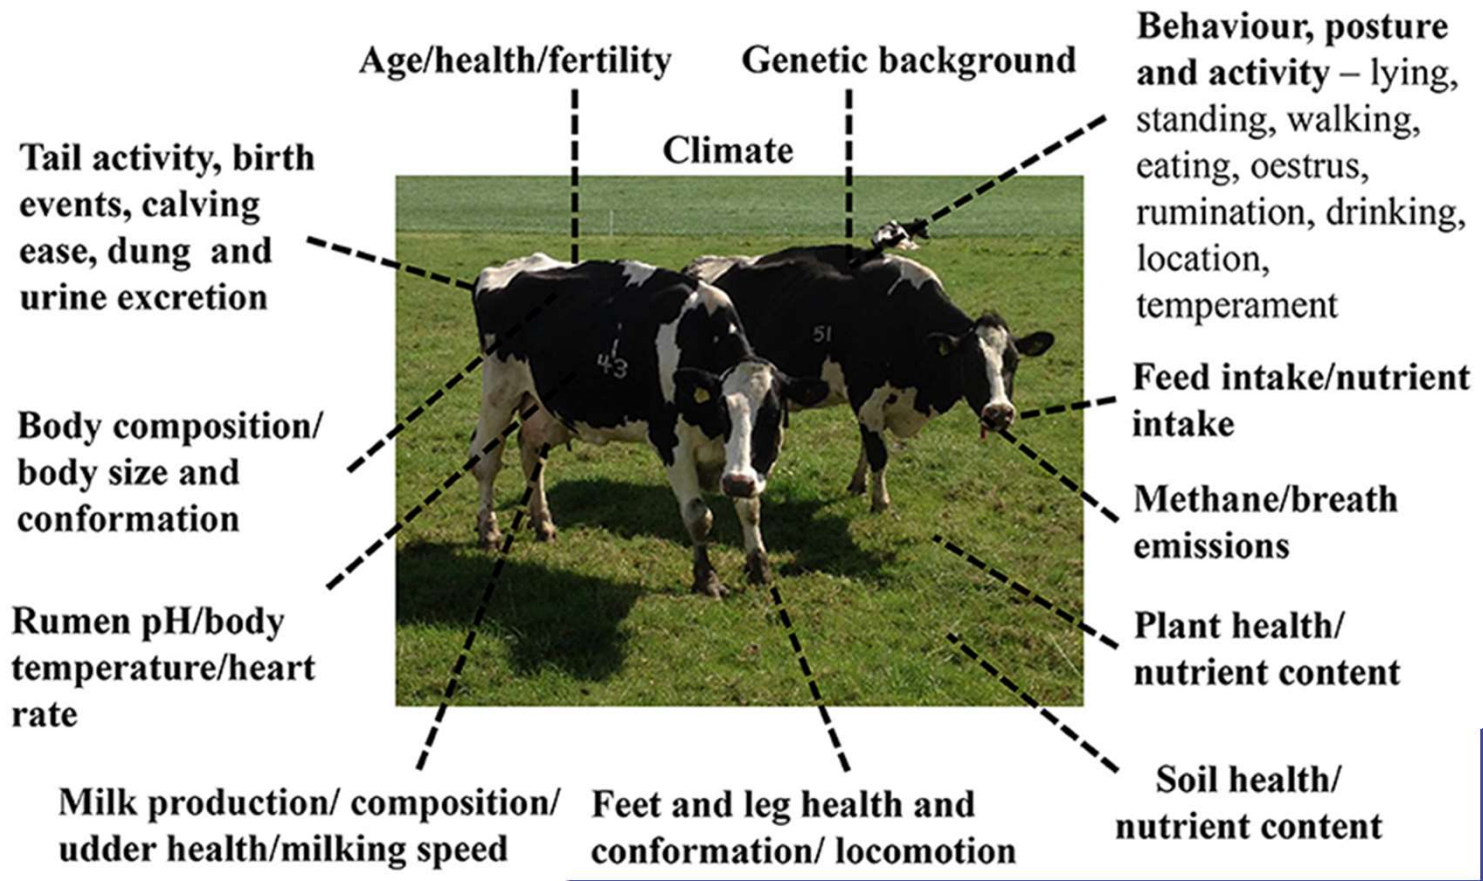 Age/health/fertility
Genetic background
Behaviour, posture
and activity – lying,
standing, walking,
eating, oestrus,
rumination, drinking,
location,
temperament
Climate
Tail activity, birth
events, calving
ease, dung and
urine excretion
51
43
Feed intake/nutrient
intake
Body composition/
body size and
conformation
Methane/breath
emissions
Rumen pH/body
temperature/heart
rate
Plant health/
nutrient content
Milk production/ composition/
udder health/milking speed
Feet and leg health and
conformation/ locomotion
Soil health/
nutrient content